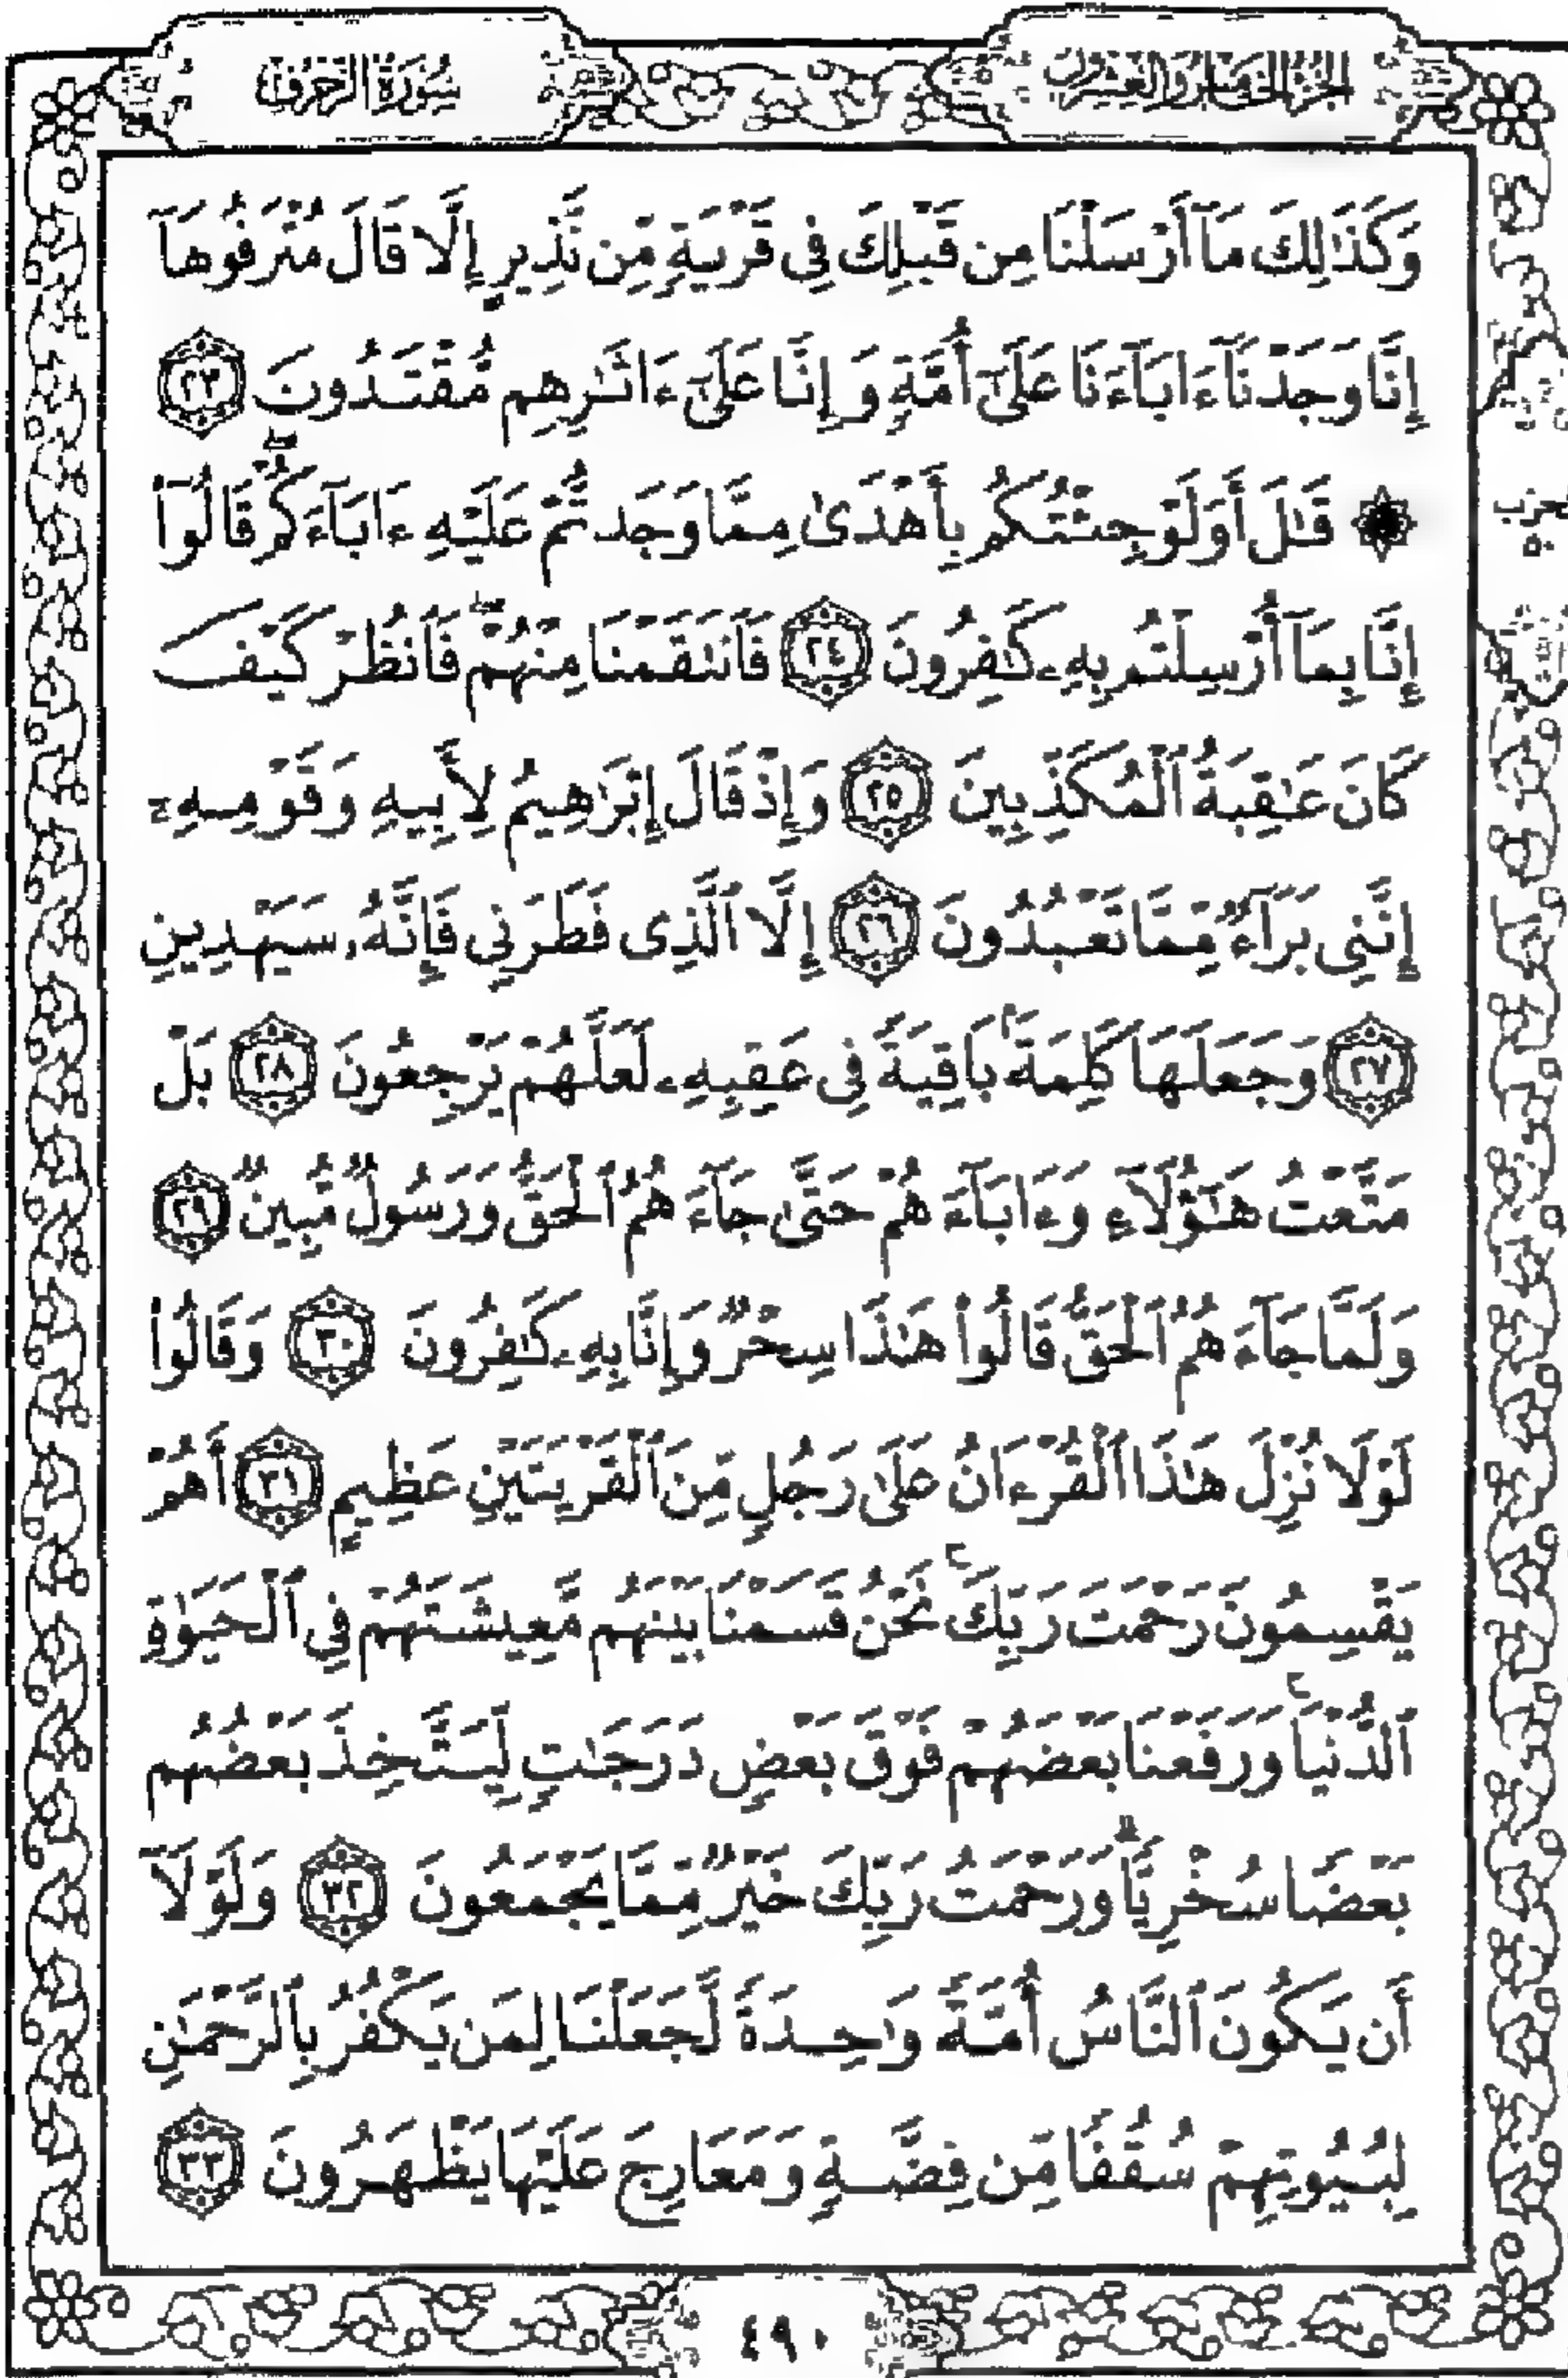 الجزء الخامس والعشرون
سورة الزخرف
وَكَذَٰلِكَ مَآ أَرْسَلْنَا مِن قَبْلِكَ فِى قَرْيَةٍ مِّن نَّذِيرٍ إِلَّا قَالَ مُتْرَفُوهَآ
إِنَّا وَجَدْنَآ ءَابَآءَنَا عَلَىٰٓ أُمَّةٍ وَإِنَّا عَلَىٰٓ ءَاثَٰرِهِم مُّقْتَدُونَ ٢٣
۞ قَٰلَ أَوَلَوْ جِئْتُكُم بِأَهْدَىٰ مِمَّا وَجَدتُّمْ عَلَيْهِ ءَابَآءَكُمْ ۖ قَالُوٓا۟
إِنَّا بِمَآ أُرْسِلْتُم بِهِۦ كَٰفِرُونَ ٢٤ فَٱنتَقَمْنَا مِنْهُمْ ۖ فَٱنظُرْ كَيْفَ
كَانَ عَٰقِبَةُ ٱلْمُكَذِّبِينَ ٢٥ وَإِذْ قَالَ إِبْرَٰهِيمُ لِأَبِيهِ وَقَوْمِهِۦٓ
إِنَّنِى بَرَآءٌ مِّمَّا تَعْبُدُونَ ٢٦ إِلَّا ٱلَّذِى فَطَرَنِى فَإِنَّهُۥ سَيَهْدِينِ
٢٧ وَجَعَلَهَا كَلِمَةًۢ بَاقِيَةً فِى عَقِبِهِۦ لَعَلَّهُمْ يَرْجِعُونَ ٢٨ بَلْ
مَتَّعْتُ هَٰٓؤُلَآءِ وَءَابَآءَهُمْ حَتَّىٰ جَآءَهُمُ ٱلْحَقُّ وَرَسُولٌ مُّبِينٌ ٢٩
وَلَمَّا جَآءَهُمُ ٱلْحَقُّ قَالُوا۟ هَٰذَا سِحْرٌ وَإِنَّا بِهِۦ كَٰفِرُونَ ٣٠ وَقَالُوا۟
لَوْلَا نُزِّلَ هَٰذَا ٱلْقُرْءَانُ عَلَىٰ رَجُلٍ مِّنَ ٱلْقَرْيَتَيْنِ عَظِيمٍ ٣١ أَهُمْ
يَقْسِمُونَ رَحْمَتَ رَبِّكَ ۚ نَحْنُ قَسَمْنَا بَيْنَهُم مَّعِيشَتَهُمْ فِى ٱلْحَيَوٰةِ
ٱلدُّنْيَا ۚ وَرَفَعْنَا بَعْضَهُمْ فَوْقَ بَعْضٍ دَرَجَٰتٍ لِّيَتَّخِذَ بَعْضُهُم
بَعْضًا سُخْرِيًّا ۗ وَرَحْمَتُ رَبِّكَ خَيْرٌ مِّمَّا يَجْمَعُونَ ٣٢ وَلَوْلَآ
أَن يَكُونَ ٱلنَّاسُ أُمَّةً وَٰحِدَةً لَّجَعَلْنَا لِمَن يَكْفُرُ بِٱلرَّحْمَٰنِ
لِبُيُوتِهِمْ سُقُفًا مِّن فِضَّةٍ وَمَعَارِجَ عَلَيْهَا يَظْهَرُونَ ٣٣
٤٩٠